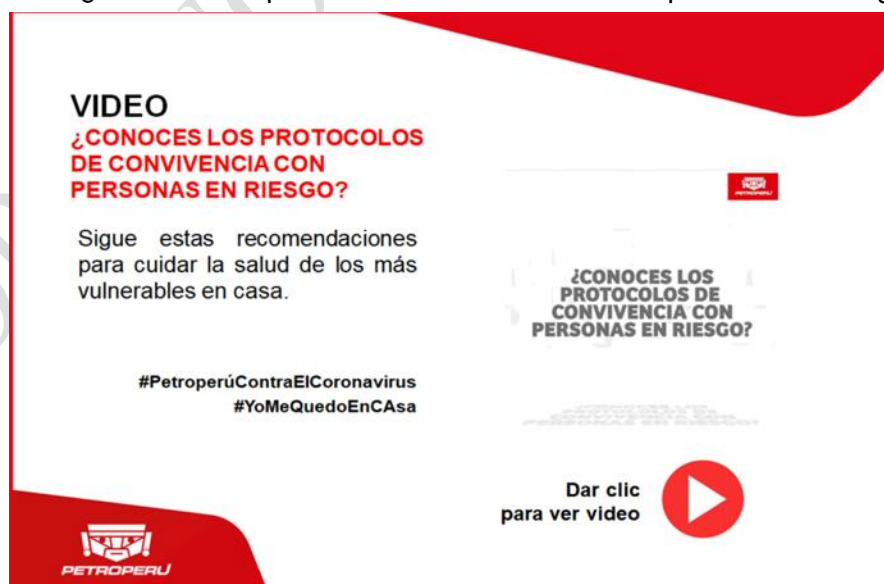 VIDEO
¿CONOCES LOS PROTOCOLOS
DE CONVIVENCIA CON
PERSONAS EN RIESGO?
Sigue estas recomendaciones
para cuidar la salud de los más
vulnerables en casa.
#PetroperúContraElCoronavirus
#YoMeQuedoEnCAsa
PETROPERU
¿CONOCES LOS
PROTOCOLOS DE
CONVIVENCIA CON
PERSONAS EN RIESGO?
Dar clic
para ver video
PETROPERU